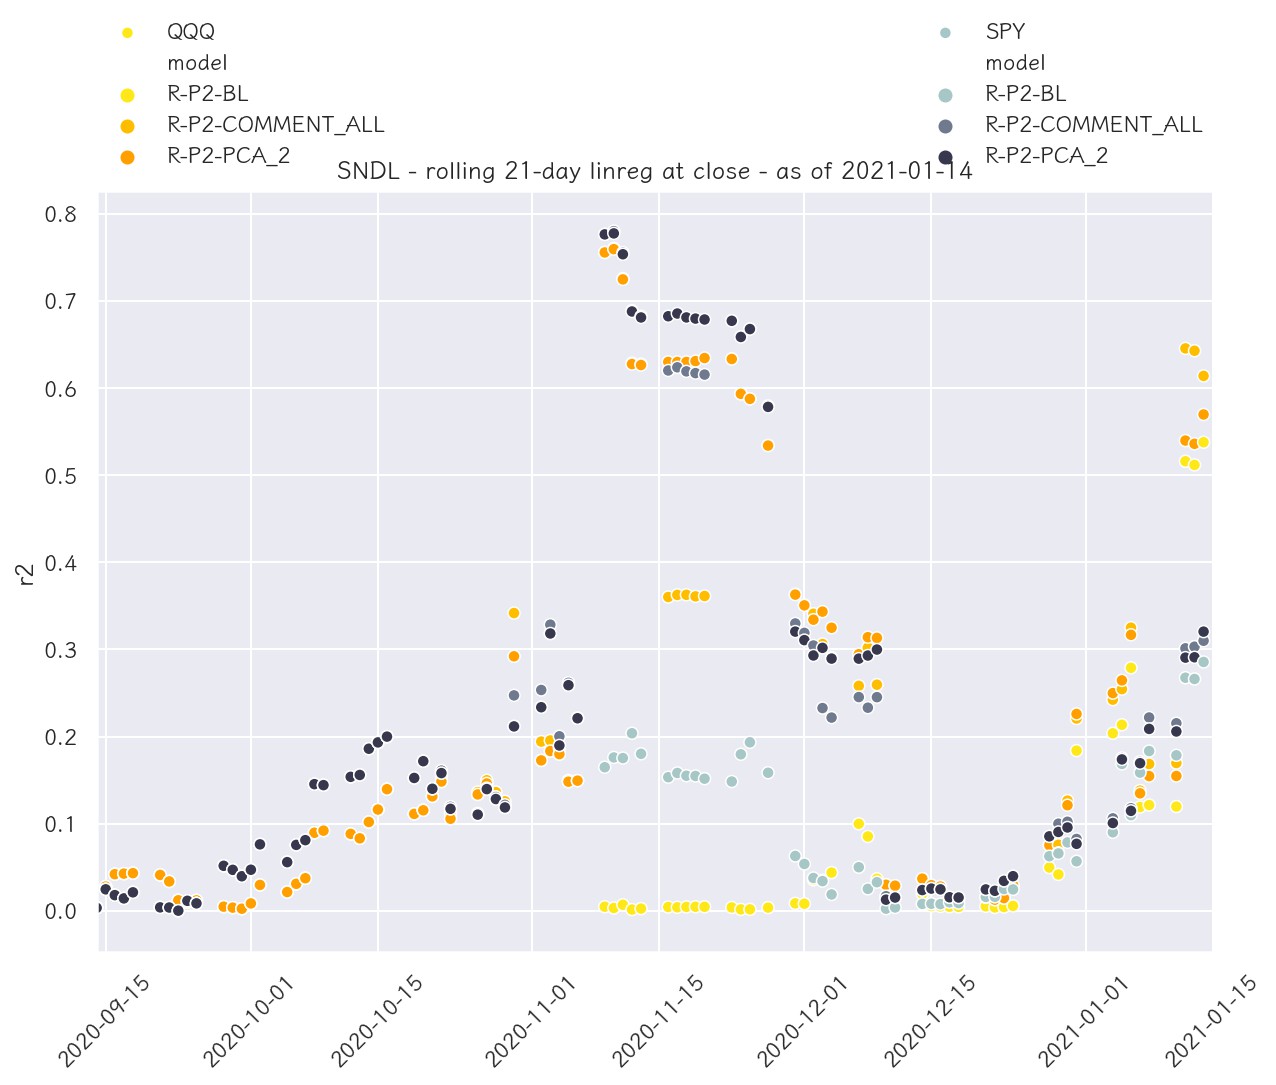 QQQ
model
R-P2-BL
R-P2-COMMENT_ALL
R-P2-PCA_2
SPY
model
R-P2-BL
R-P2-COMMENT_ALL
R-P2-PCA_2
SNDL - rolling 21-day linreg at close - as of 2021-01-14
r2
0.8
0.7
0.6
0.5
0.4
0.3
0.2
0.1
0.0
2020-09-15
2020-10-01
2020-10-15
2020-11-01
2020-11-15
2020-12-01
2020-12-15
2021-01-01
2021-01-15